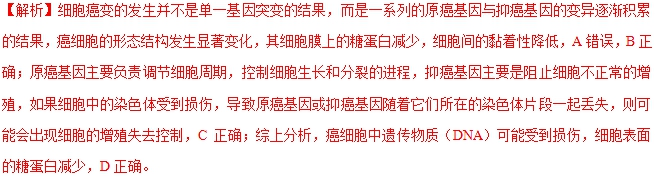 【解析】细胞癌变的发生并不是单一基因突变的结果，而是一系列的原癌基因与抑癌基因的变异逐渐积累
的结果，癌细胞的形态结构发生显著变化，其细胞膜上的糖蛋白减少，细胞间的黏着性降低，A 错误，B 正
确；原癌基因主要负责调节细胞周期，控制细胞生长和分裂的进程，抑癌基因主要是阻止细胞不正常的增
殖，如果细胞中的染色体受到损伤，导致原癌基因或抑癌基因随着它们所在的染色体片段一起丢失，则可
能会出现细胞的增殖失去控制，C 正确；综上分析，癌细胞中遗传物质（DNA）可能受到损伤，细胞表面
的糖蛋白减少，D 正确。